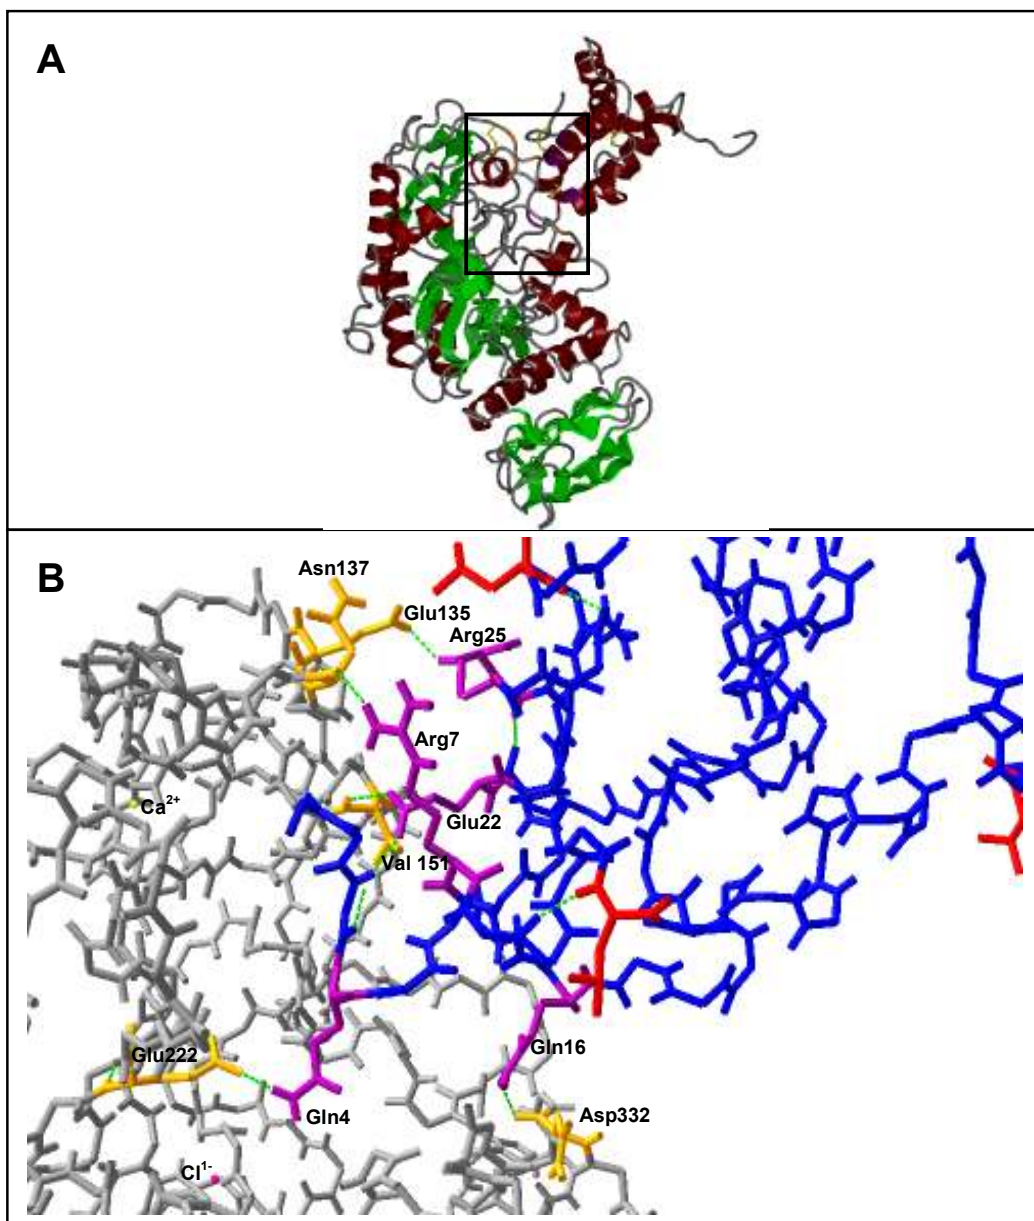 A
B
Asn137
Glu135
Arg25
Arg7
Ca²⁺
Glu22
Val 151
Glu222
Gln16
Gln4
Asp332
Cl¹⁻